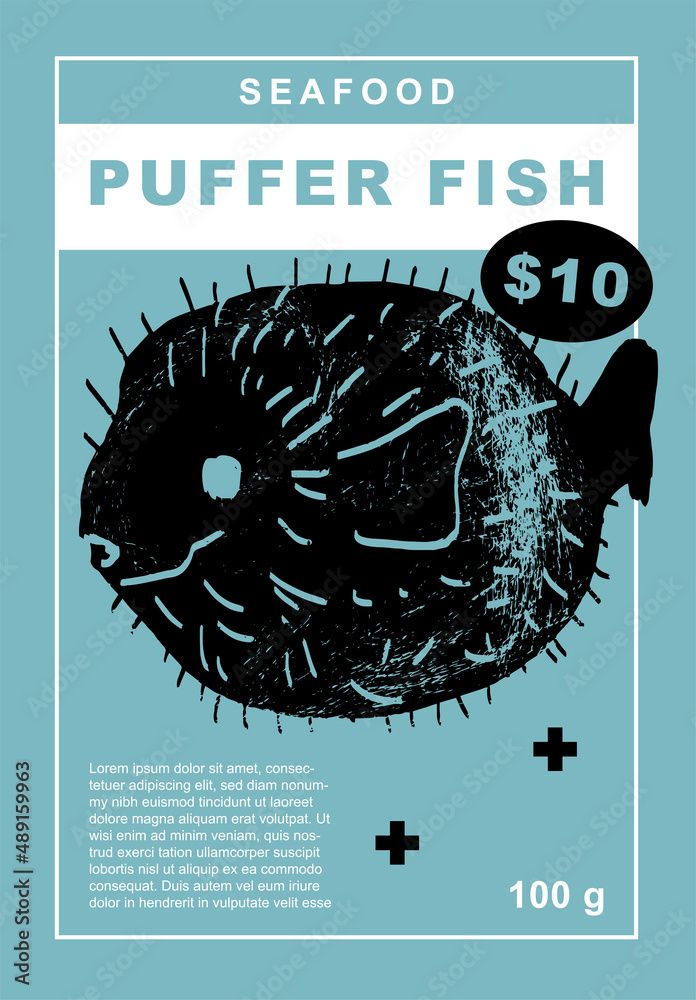 SEAFOOD
PUFFER FISH
$10
Lorem ipsum dolor sit amet, consec-
tetuer adipiscing elit, sed diam nonum-
my nibh euismod tincidunt ut laoreet
dolore magna aliquam erat volutpat. Ut
wisi enim ad minim veniam, quis nos-
trud exerci tation ullamcorper suscipit
lobortis nisl ut aliquip ex ea commodo
consequat. Duis autem vel eum iriure
dolor in hendrerit in vulputate velit esse
100 g
Adobe Stock | #489159963